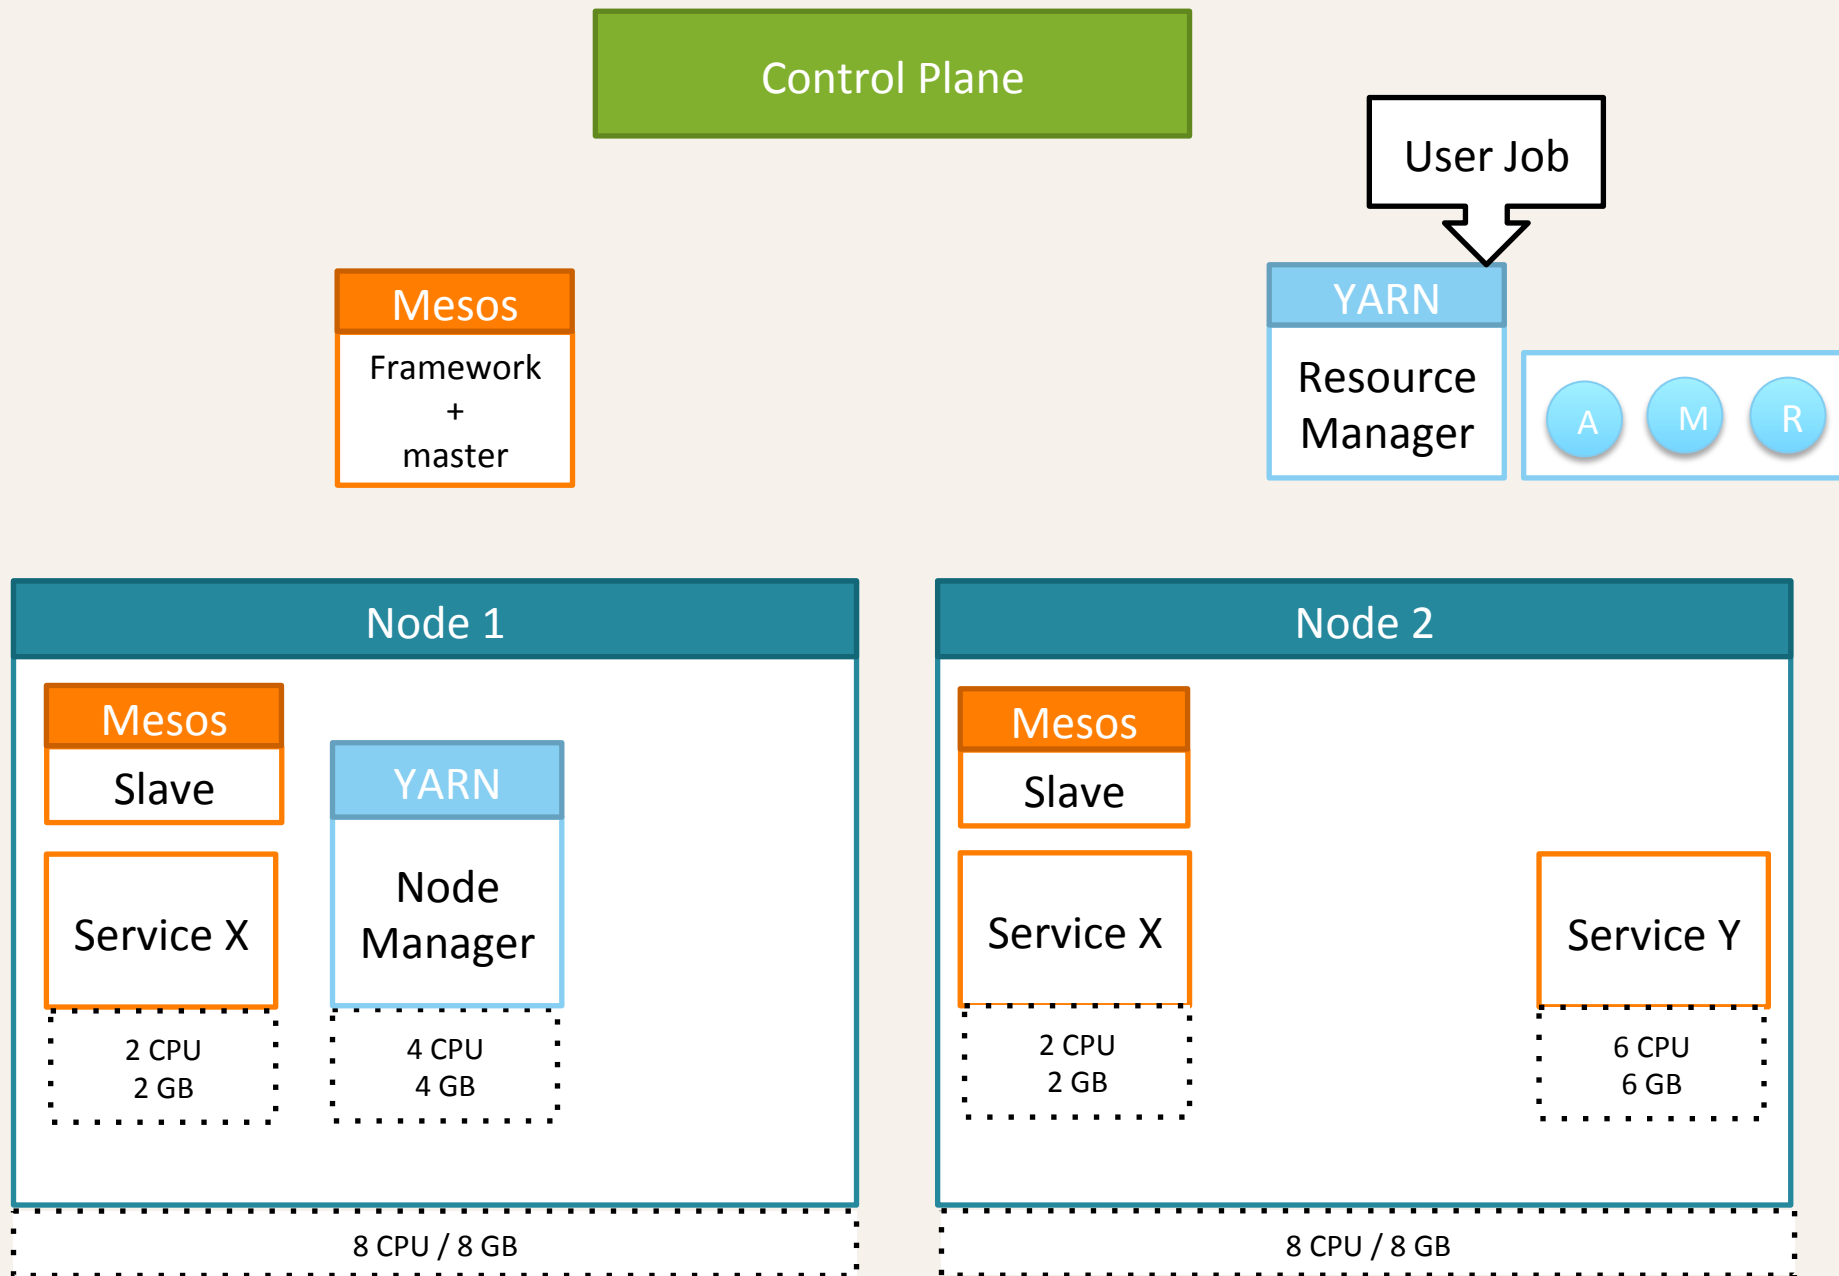 Control Plane
User Job
Mesos
Framework
+
master
YARN
Resource
Manager
A M R
Node 1
Mesos
Slave
YARN
Service X
Node
Manager
2 CPU
2 GB
4 CPU
4 GB
8 CPU / 8 GB
Node 2
Mesos
Slave
Service X
Service Y
2 CPU
2 GB
6 CPU
6 GB
8 CPU / 8 GB